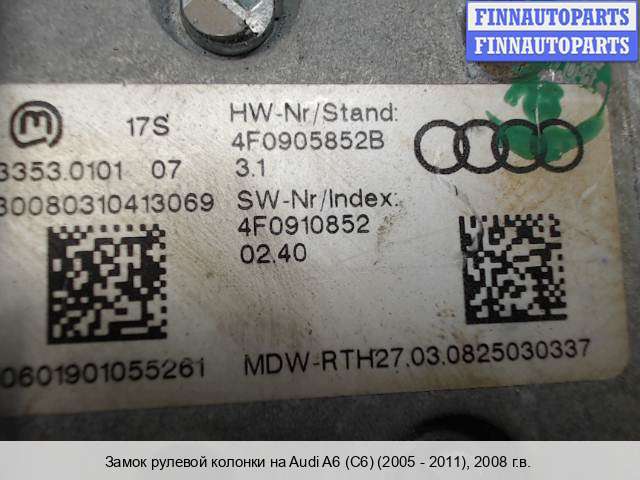 FINNAUTOPARTS
FINNAUTOPARTS
m 17S
3353.0101 07
80080310413069
HW-Nr/Stand:
4F0905852B
3.1
SW-Nr/Index:
4F0910852
02.40
0601901055261
MDW-RTH27.03.0825030337
Замок рулевой колонки на Audi A6 (C6) (2005 - 2011), 2008 г.в.